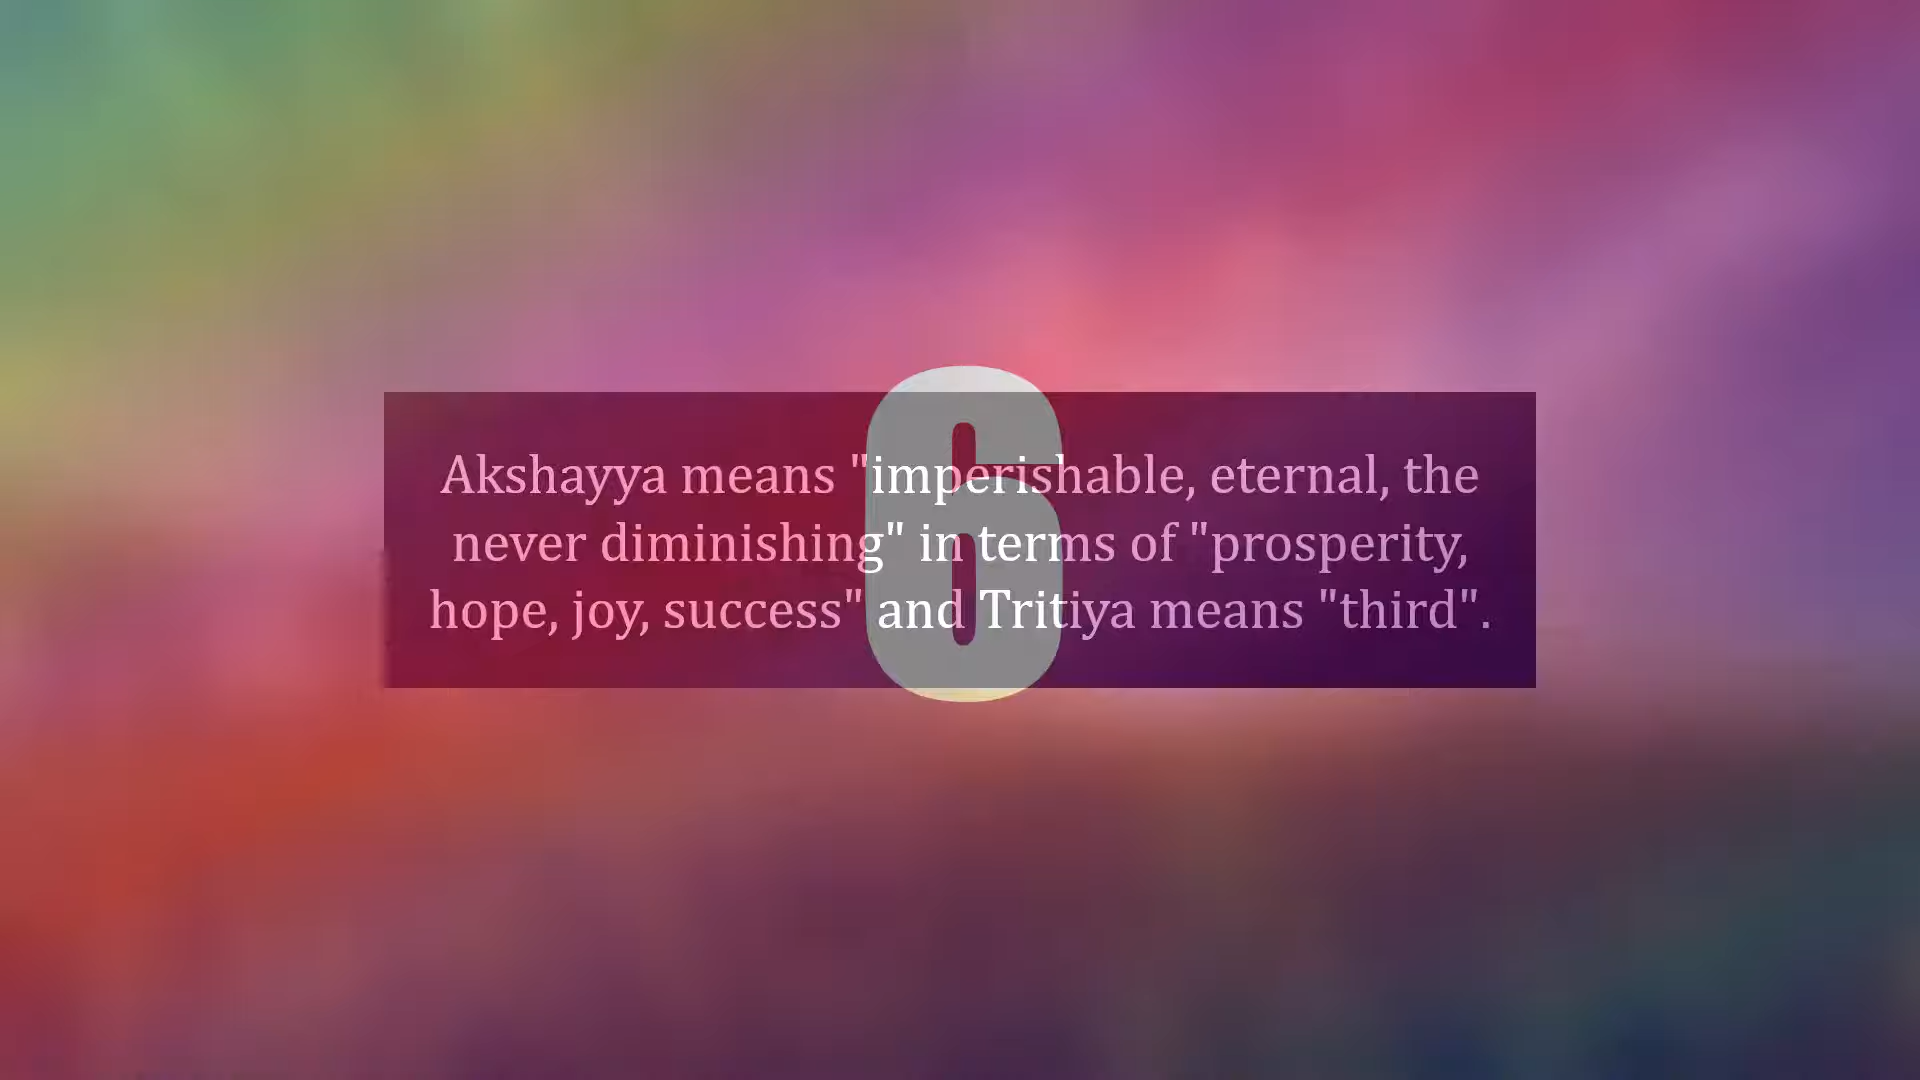 6
Akshayya means "imperishable, eternal, the
never diminishing" in terms of "prosperity,
hope, joy, success" and Tritiya means "third".